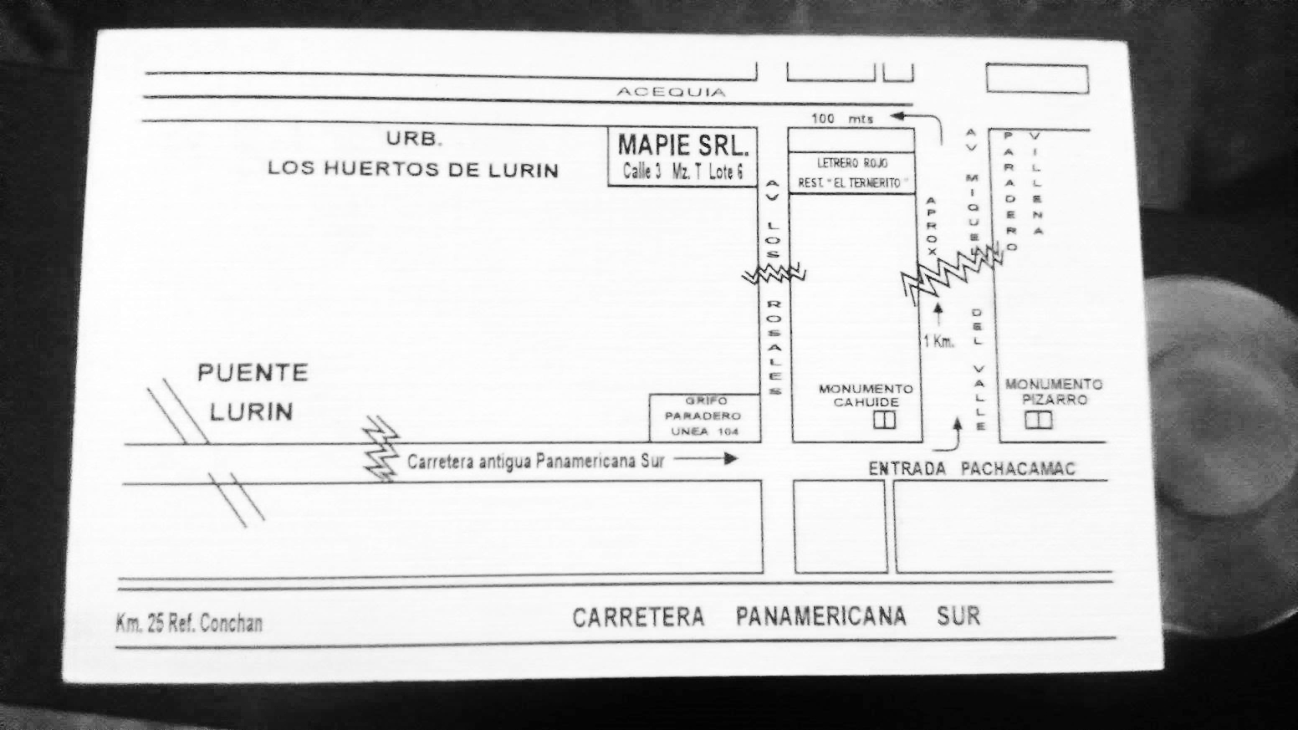 ACEQUIA
100 mts
URB.
LOS HUERTOS DE LURIN
MAPIE SRL.
Calle 3 Mz. T Lote 6
LETRERO ROJO
REST. "EL TERNERITO"
AV LOS ROSALES
APROX
1 Km.
AV MIQUEL DEL VALLE
PARADERO
VILLENA
PUENTE
LURIN
GRIFO
PARADERO
UNEA 104
MONUMENTO
CAHUIDE
MONUMENTO
PIZARRO
Carretera antigua Panamericana Sur
ENTRADA PACHACAMAC
Km. 25 Ref. Conchan
CARRETERA PANAMERICANA SUR